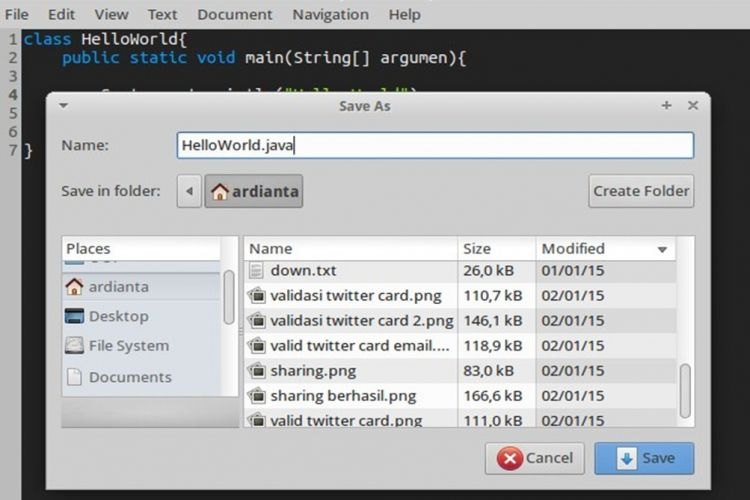 File Edit View Text Document Navigation Help
1 class HelloWorld{
2 public static void main(String[] argumen){
3
4
5
6
7 }
Save As
Name: HelloWorld.java
Save in folder: ardianta Create Folder
Places Name Size Modified
down.txt 26,0 kB 01/01/15
ardianta validasi twitter card.png 110,7 kB 02/01/15
Desktop validasi twitter card 2.png 146,1 kB 02/01/15
File System valid twitter card email.... 118,9 kB 02/01/15
sharing.png 83,0 kB 02/01/15
Documents sharing berhasil.png 166,6 kB 02/01/15
valid twitter card.png 111,0 kB 02/01/15
Cancel Save